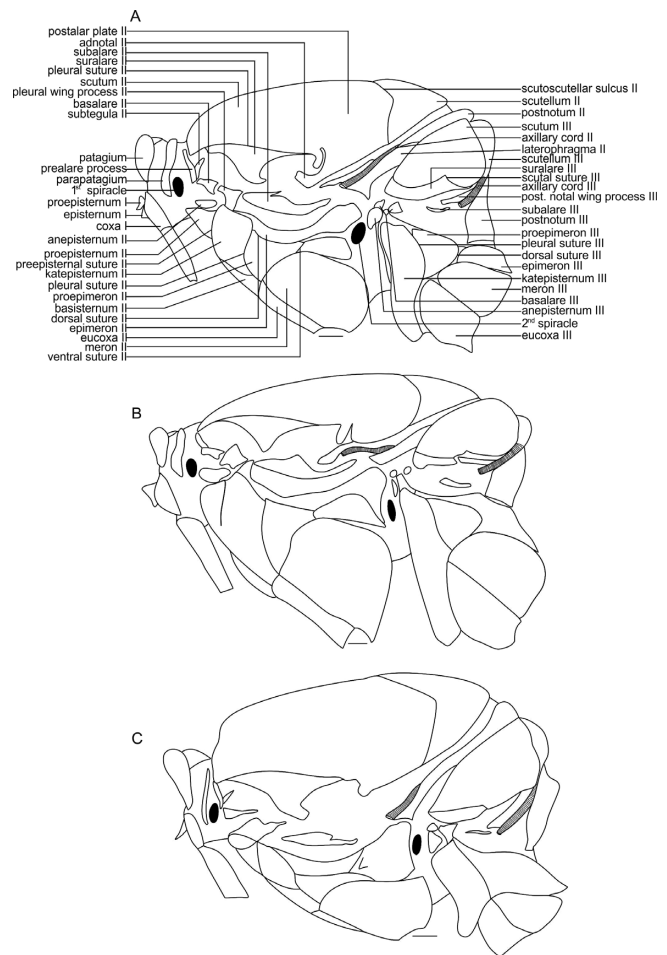 A
postalar plate II
adnotal II
subalare II
suralare II
pleural suture II
scutum II
pleural wing process II
basalare II
subtegula II
patagium
prealare process
parapatagium
1st spiracle
proepisternum
episternum
coxa
anepisternum II
proepisternum II
preepisternal suture II
katepisternum II
pleural suture II
proepimeron II
basisternum II
dorsal suture II
epimeron II
eucoxa II
meron II
ventral suture II
scutoscutellar sulcus II
scutellum II
postnotum II
scutum III
axillary cord II
laterophragma II
scutellum III
suralare III
scutal suture III
axillary cord III
post. notal wing process III
subalare III
postnotum III
proepimeron III
pleural suture III
dorsal suture III
epimeron III
meron III
katepisternum III
basalare III
anepisternum III
2nd spiracle
eucoxa III
B
C